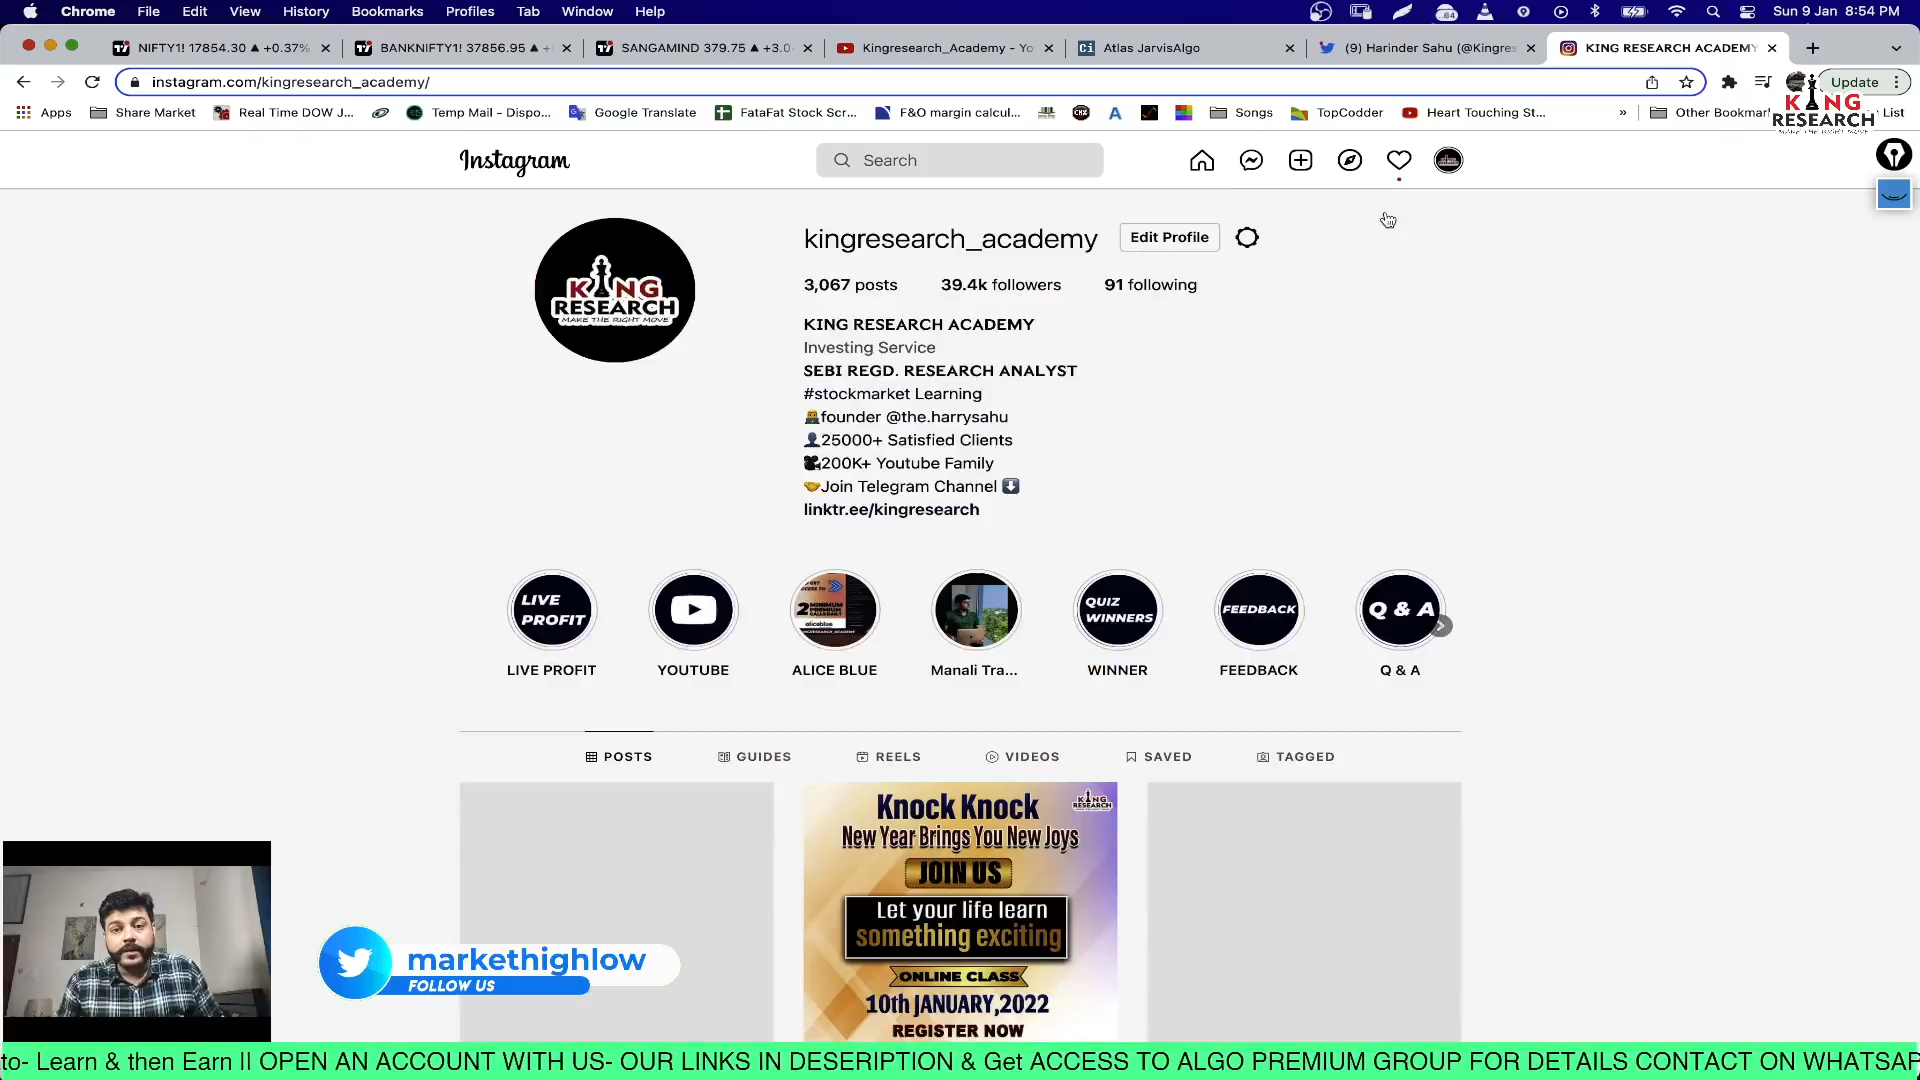 Chrome File Edit View History Bookmarks Profiles Tab Window Help .64 Sun 9 Jan 8:54 PM
NIFTY1! 17854.30 ▲ +0.37% BANKNIFTY1! 37856.95 ▲ + SANGAMIND 379.75 ▲ +3.0 Kingresearch_Academy - Yo Atlas JarvisAlgo (9) Harinder Sahu (@Kingres KING RESEARCH ACADEMY
instagram.com/kingresearch_academy/ Update
Apps Share Market Real Time DOW J... Temp Mail - Dispo... Google Translate FataFat Stock Scr... F&O margin calcul... Songs TopCodder Heart Touching St... » Other Bookmar List
KING
RESEARCH
MAKE THE RIGHT MOVE
Instagram Search
kingresearch_academy Edit Profile
3,067 posts 39.4k followers 91 following
KING RESEARCH ACADEMY
Investing Service
SEBI REGD. RESEARCH ANALYST
#stockmarket Learning
founder @the.harrysahu
25000+ Satisfied Clients
200K+ Youtube Family
Join Telegram Channel
linktr.ee/kingresearch
KING
RESEARCH
MAKE THE RIGHT MOVE
LIVE
PROFIT
QUIZ
WINNERS
FEEDBACK
Q & A
LIVE PROFIT YOUTUBE ALICE BLUE Manali Tra... WINNER FEEDBACK Q & A
POSTS GUIDES REELS VIDEOS SAVED TAGGED
KING
RESEARCH
Knock Knock
New Year Brings You New Joys
JOIN US
Let your life learn
something exciting
ONLINE CLASS
10th JANUARY,2022
REGISTER NOW
markethighlow
FOLLOW US
to- Learn & then Earn II OPEN AN ACCOUNT WITH US- OUR LINKS IN DESERIPTION & Get ACCESS TO ALGO PREMIUM GROUP FOR DETAILS CONTACT ON WHATSAP